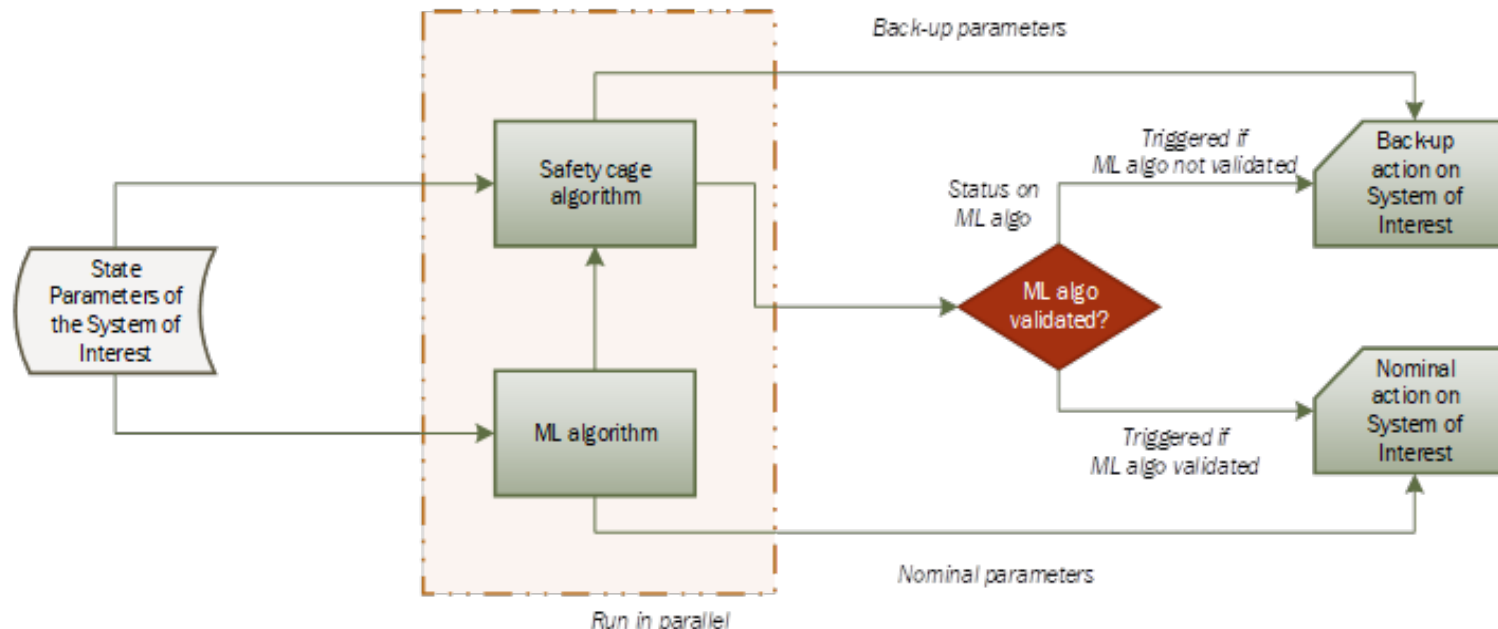 Back-up parameters
Safety cage
algorithm
Triggered if
ML algo not validated
Back-up
action on
System of
Interest
Status on
ML algo
State
Parameters of
the System of
Interest
ML algo
validated?
ML algorithm
Nominal
action on
System of
Interest
Triggered if
ML algo validated
Nominal parameters
Run in parallel